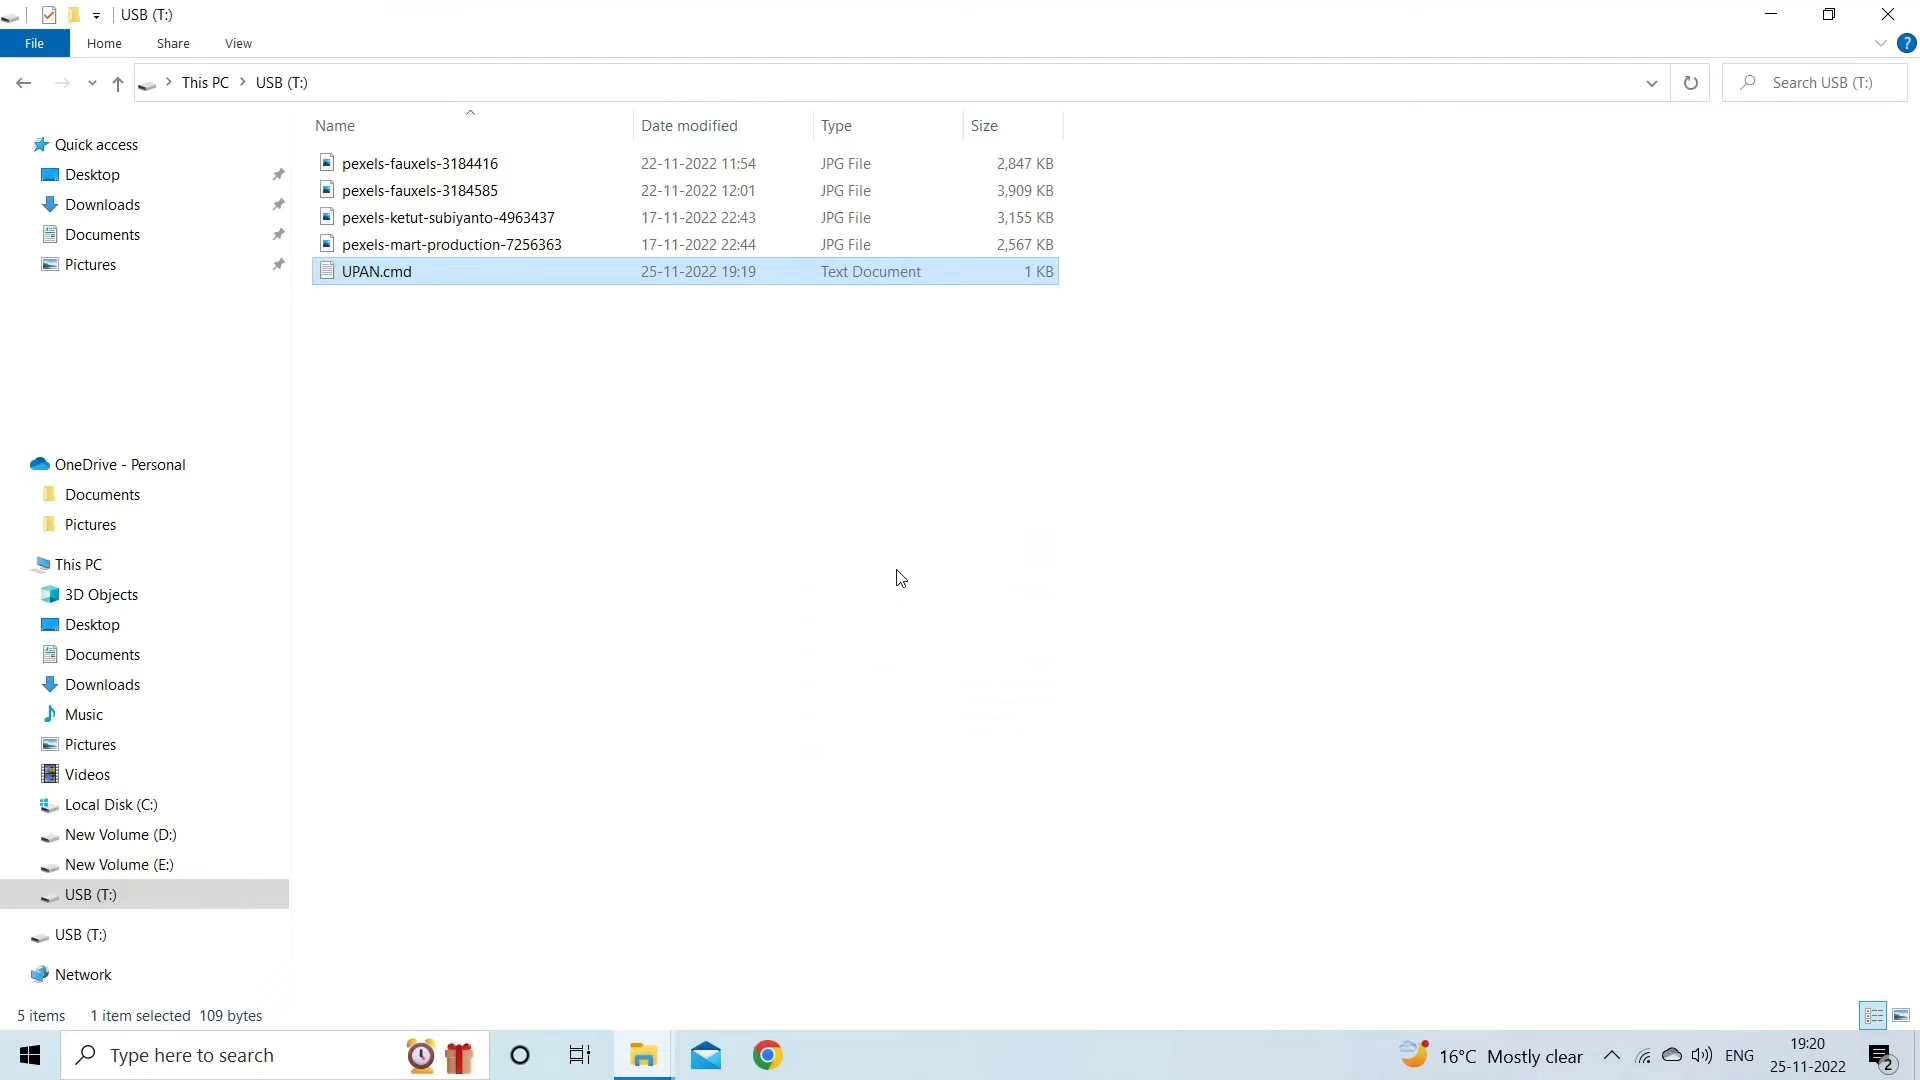 USB (T:)
File Home Share View
This PC USB (T:)
Search USB (T:)
Name Date modified Type Size
pexels-fauxels-3184416 22-11-2022 11:54 JPG File 2,847 KB
pexels-fauxels-3184585 22-11-2022 12:01 JPG File 3,909 KB
pexels-ketut-subiyanto-4963437 17-11-2022 22:43 JPG File 3,155 KB
pexels-mart-production-7256363 17-11-2022 22:44 JPG File 2,567 KB
UPAN.cmd 25-11-2022 19:19 Text Document 1 KB
Quick access
Desktop
Downloads
Documents
Pictures
OneDrive - Personal
Documents
Pictures
This PC
3D Objects
Desktop
Documents
Downloads
Music
Pictures
Videos
Local Disk (C:)
New Volume (D:)
New Volume (E:)
USB (T:)
USB (T:)
Network
5 items 1 item selected 109 bytes
Type here to search
16°C Mostly clear
ENG
19:20
25-11-2022
2